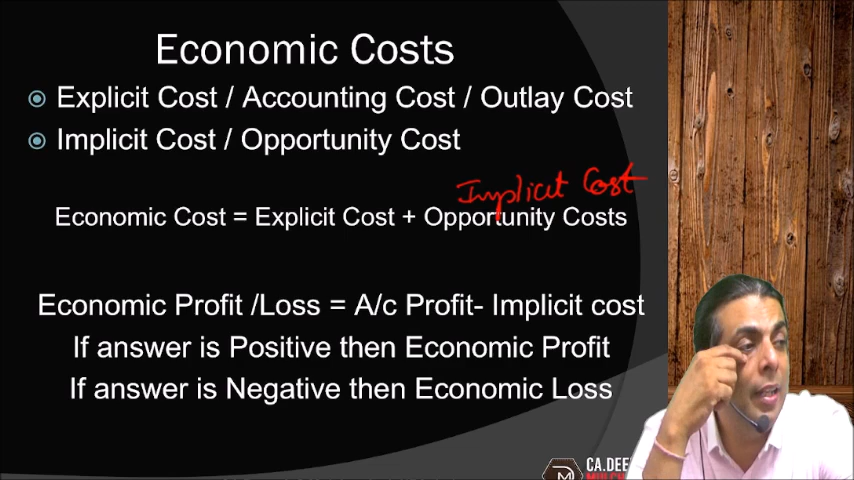 Economic Costs
Explicit Cost / Accounting Cost / Outlay Cost
Implicit Cost / Opportunity Cost
Implicit Cost
Economic Cost = Explicit Cost + Opportunity Costs
Economic Profit /Loss = A/c Profit- Implicit cost
If answer is Positive then Economic Profit
If answer is Negative then Economic Loss
CA.DEE